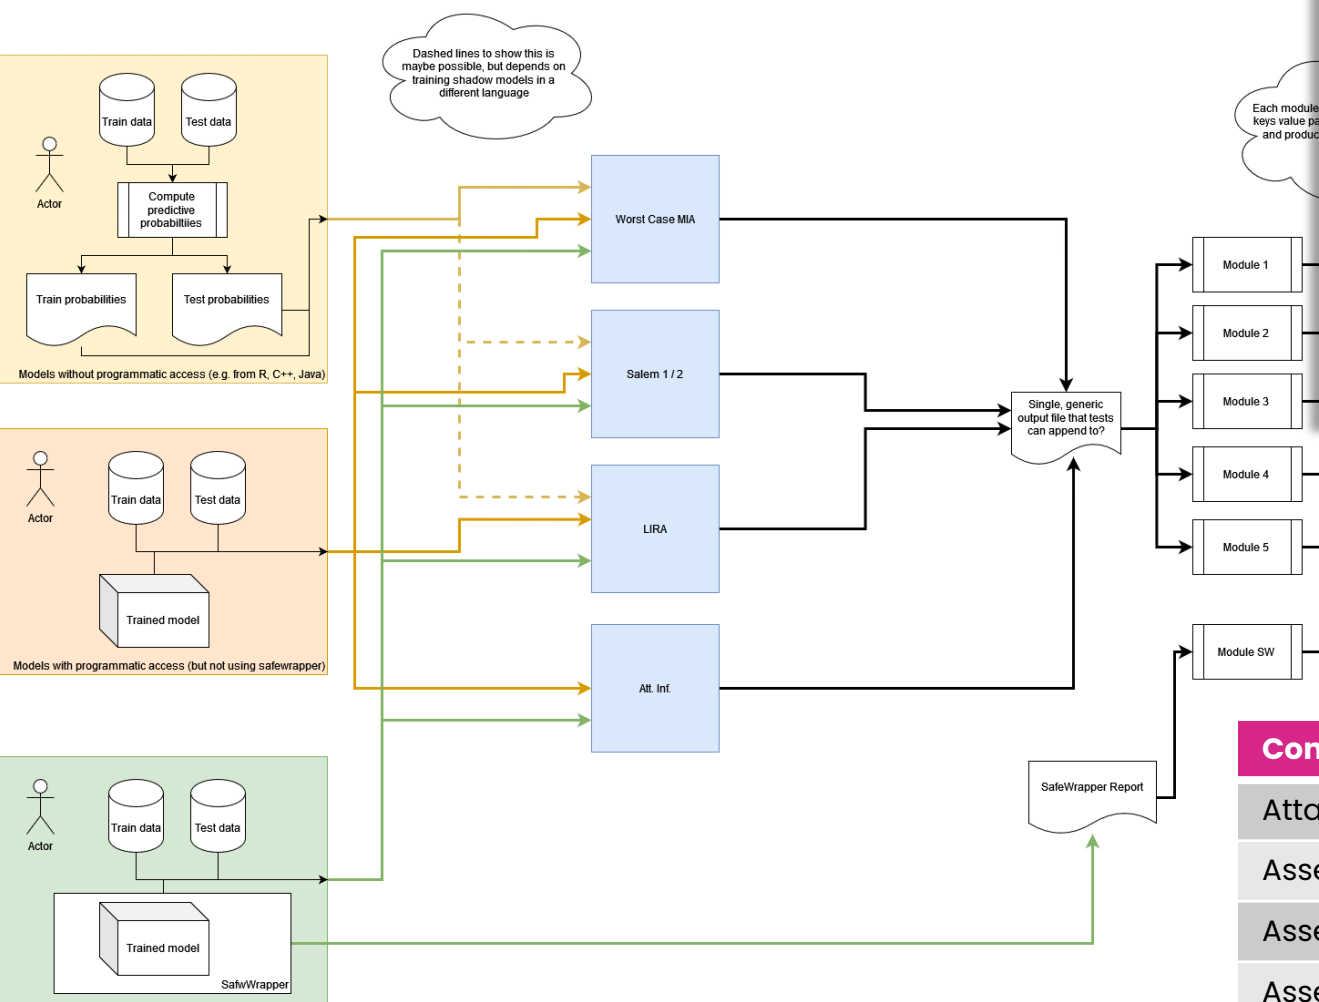 Dashed lines to show this is
maybe possible, but depends on
training shadow models in a
different language
Train data
Test data
Actor
Compute
predictive
probabiltiies
Train probabilities
Test probabilities
Models without programmatic access (e.g. from R, C++, Java)
Train data
Test data
Actor
Trained model
Models with programmatic access (but not using safewrapper)
Train data
Test data
Actor
Trained model
SafwWrapper
Worst Case MIA
Salem 1 / 2
LIRA
Att. Inf.
Single, generic
output file that tests
can append to?
SafeWrapper Report
Each module
keys value pa
and produc
Module 1
Module 2
Module 3
Module 4
Module 5
Module SW
Con
Atta
Asse
Asse
Asse